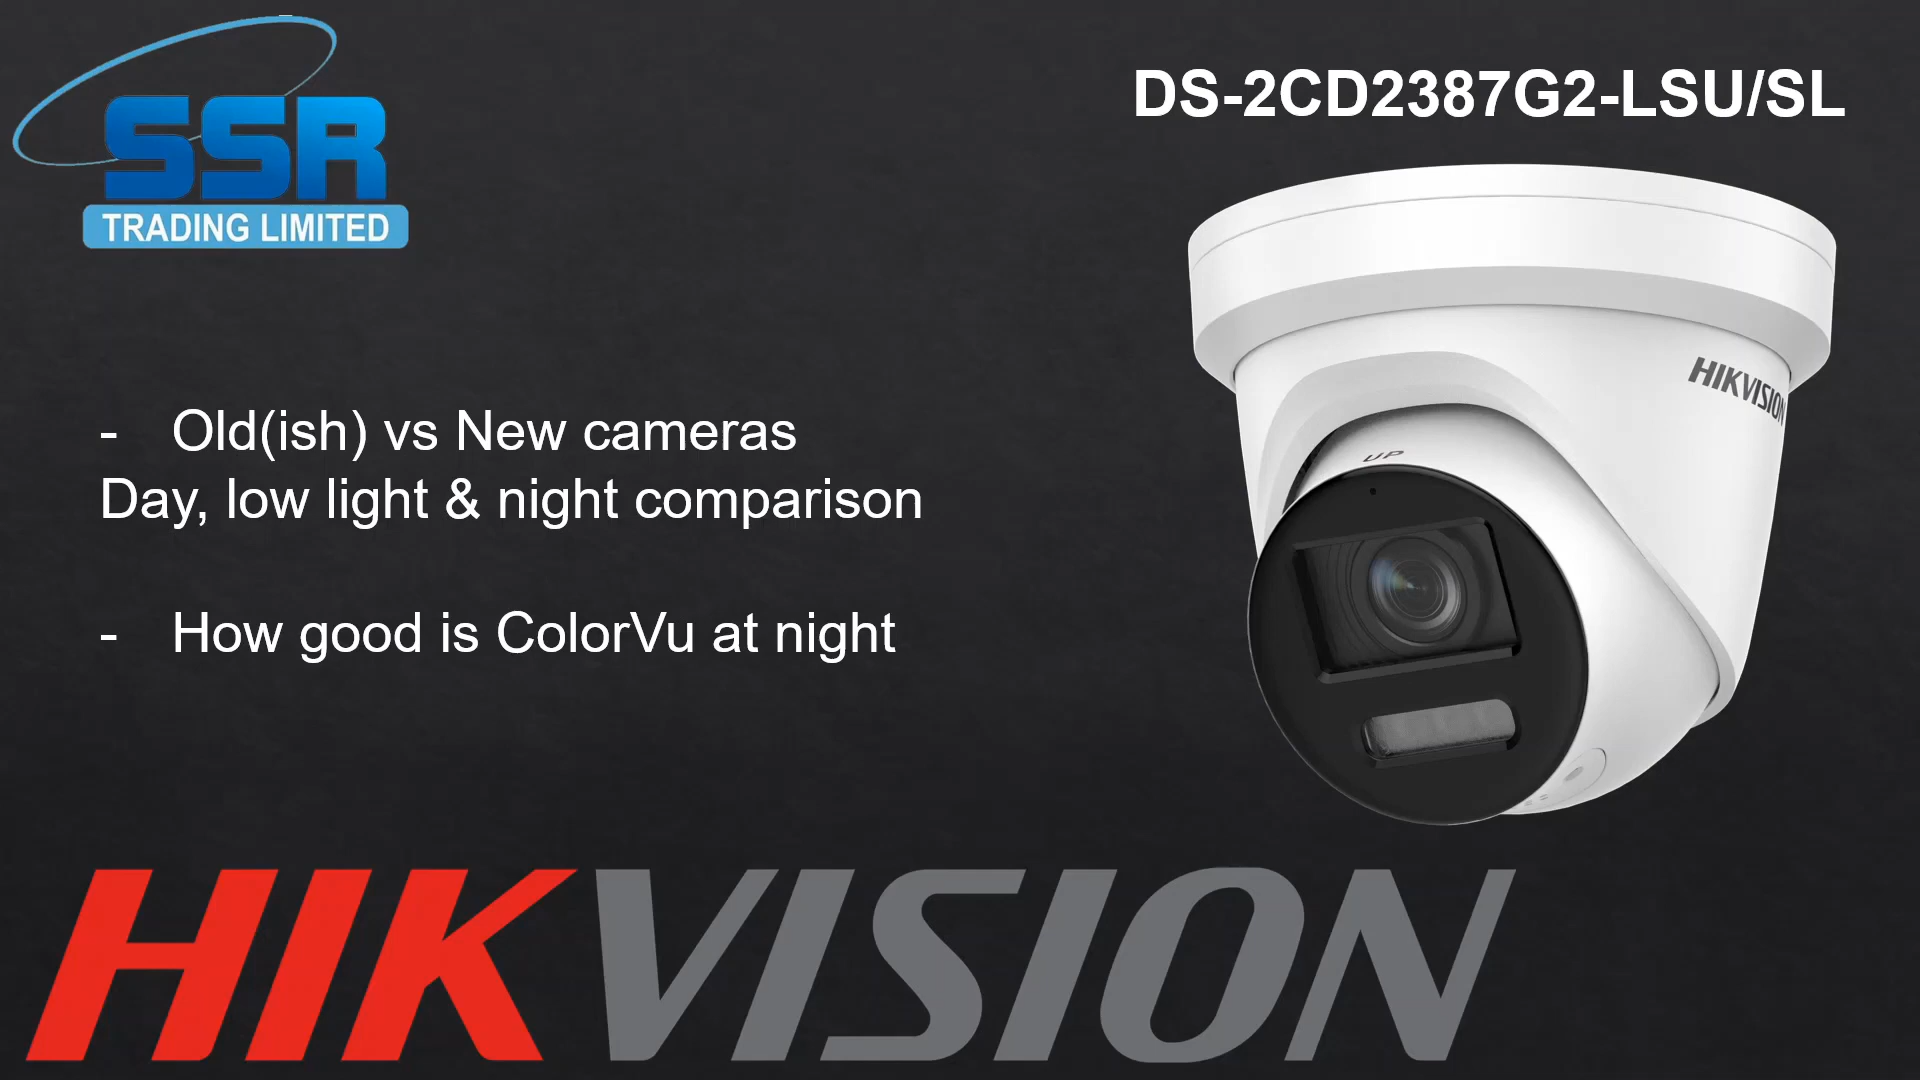 SSR
TRADING LIMITED
DS-2CD2387G2-LSU/SL
HIKVISION
UP
- Old(ish) vs New cameras
Day, low light & night comparison
- How good is ColorVu at night
HIKVISION